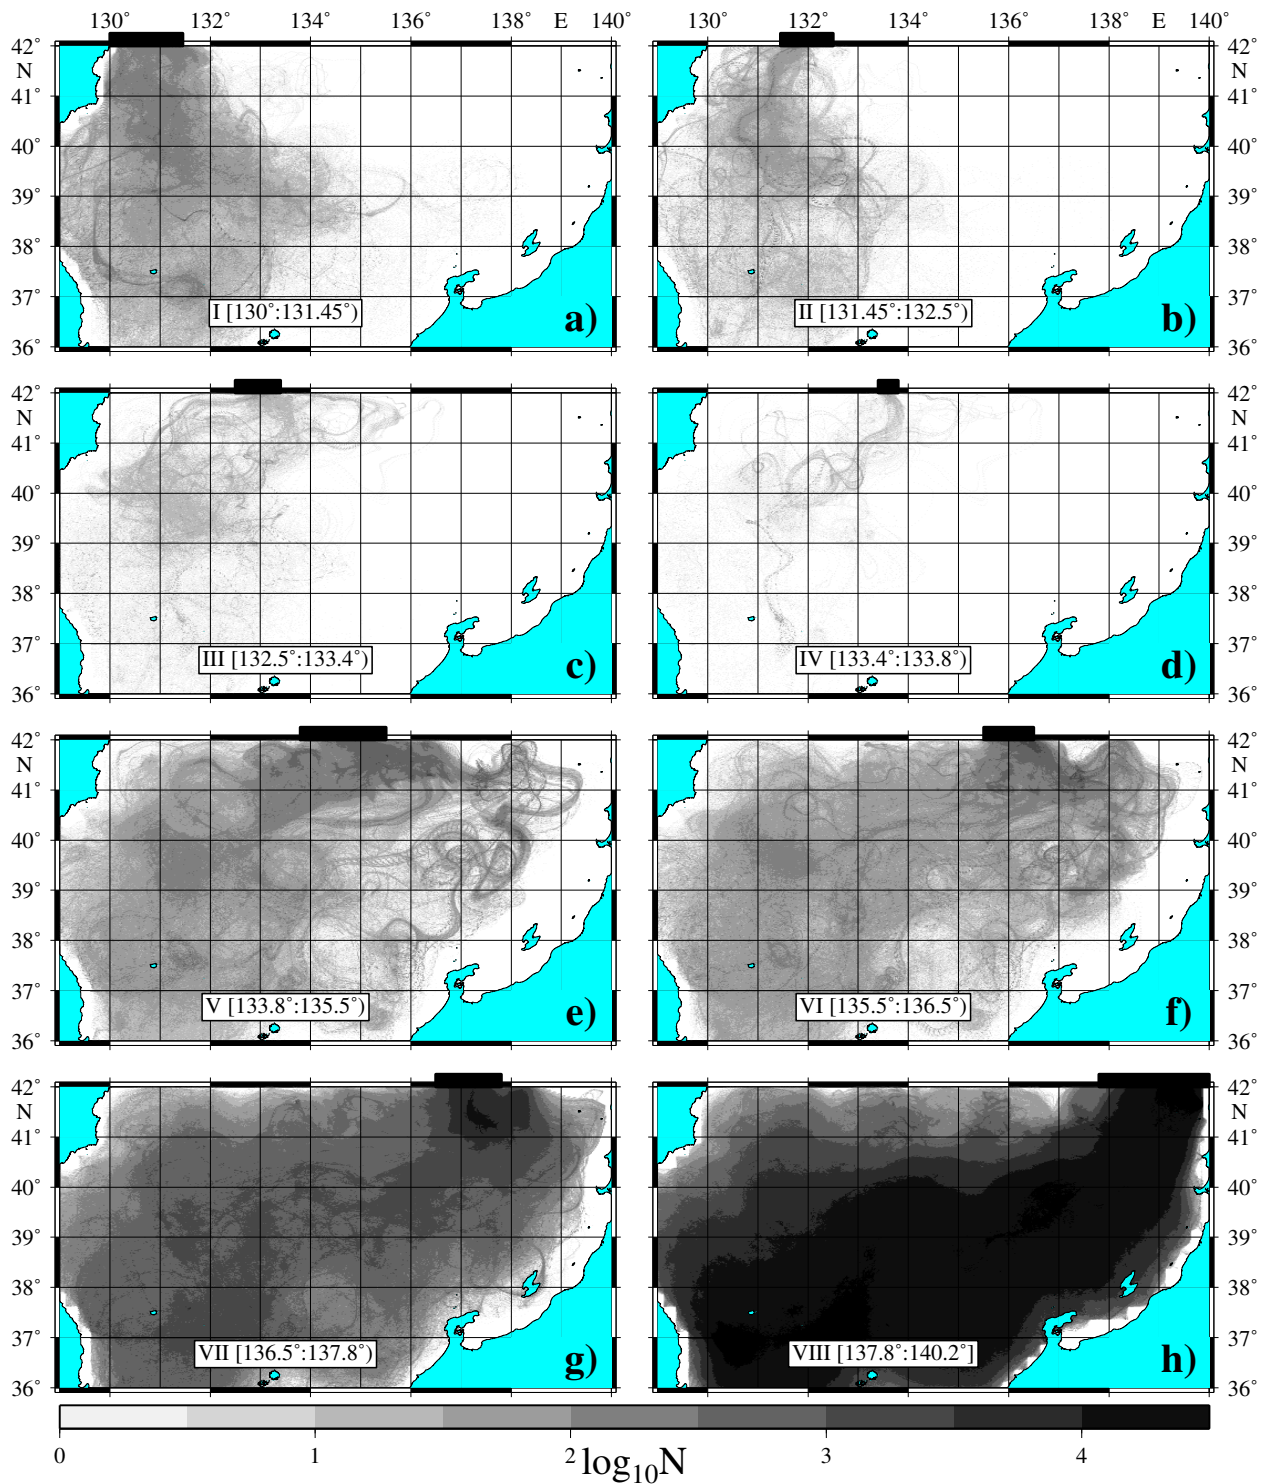 130° 132° 134° 136° 138° E 140° 132° 134° 136° 138° E 140°
42° 42°
N N
41° 41°
40° 40°
39° 39°
38° 38°
37° 37°
I [130°:131.45°) a) II [131.45°:132.5°) b)
36° 36°
42° 42°
N N
41° 41°
40° 40°
39° 39°
38° 38°
37° 37°
III [132.5°:133.4°) c) IV [133.4°:133.8°) d)
36° 36°
42° 42°
N N
41° 41°
40° 40°
39° 39°
38° 38°
37° 37°
V [133.8°:135.5°) e) VI [135.5°:136.5°) f)
36° 36°
42° 42°
N N
41° 41°
40° 40°
39° 39°
38° 38°
37° 37°
VII [136.5°:137.8°) g) VIII [137.8°:140.2°] h)
36° 36°
0 1 2 3 4
log₁₀N